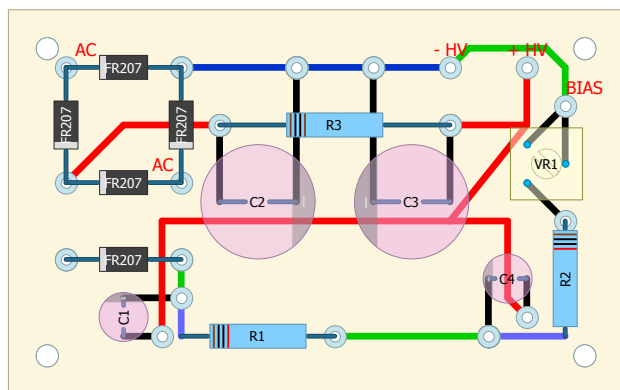 AC
- HV
+ HV
FR207
BIAS
FR207
FR207
R3
VR1
AC
FR207
C2
C3
FR207
C4
R2
C1
R1